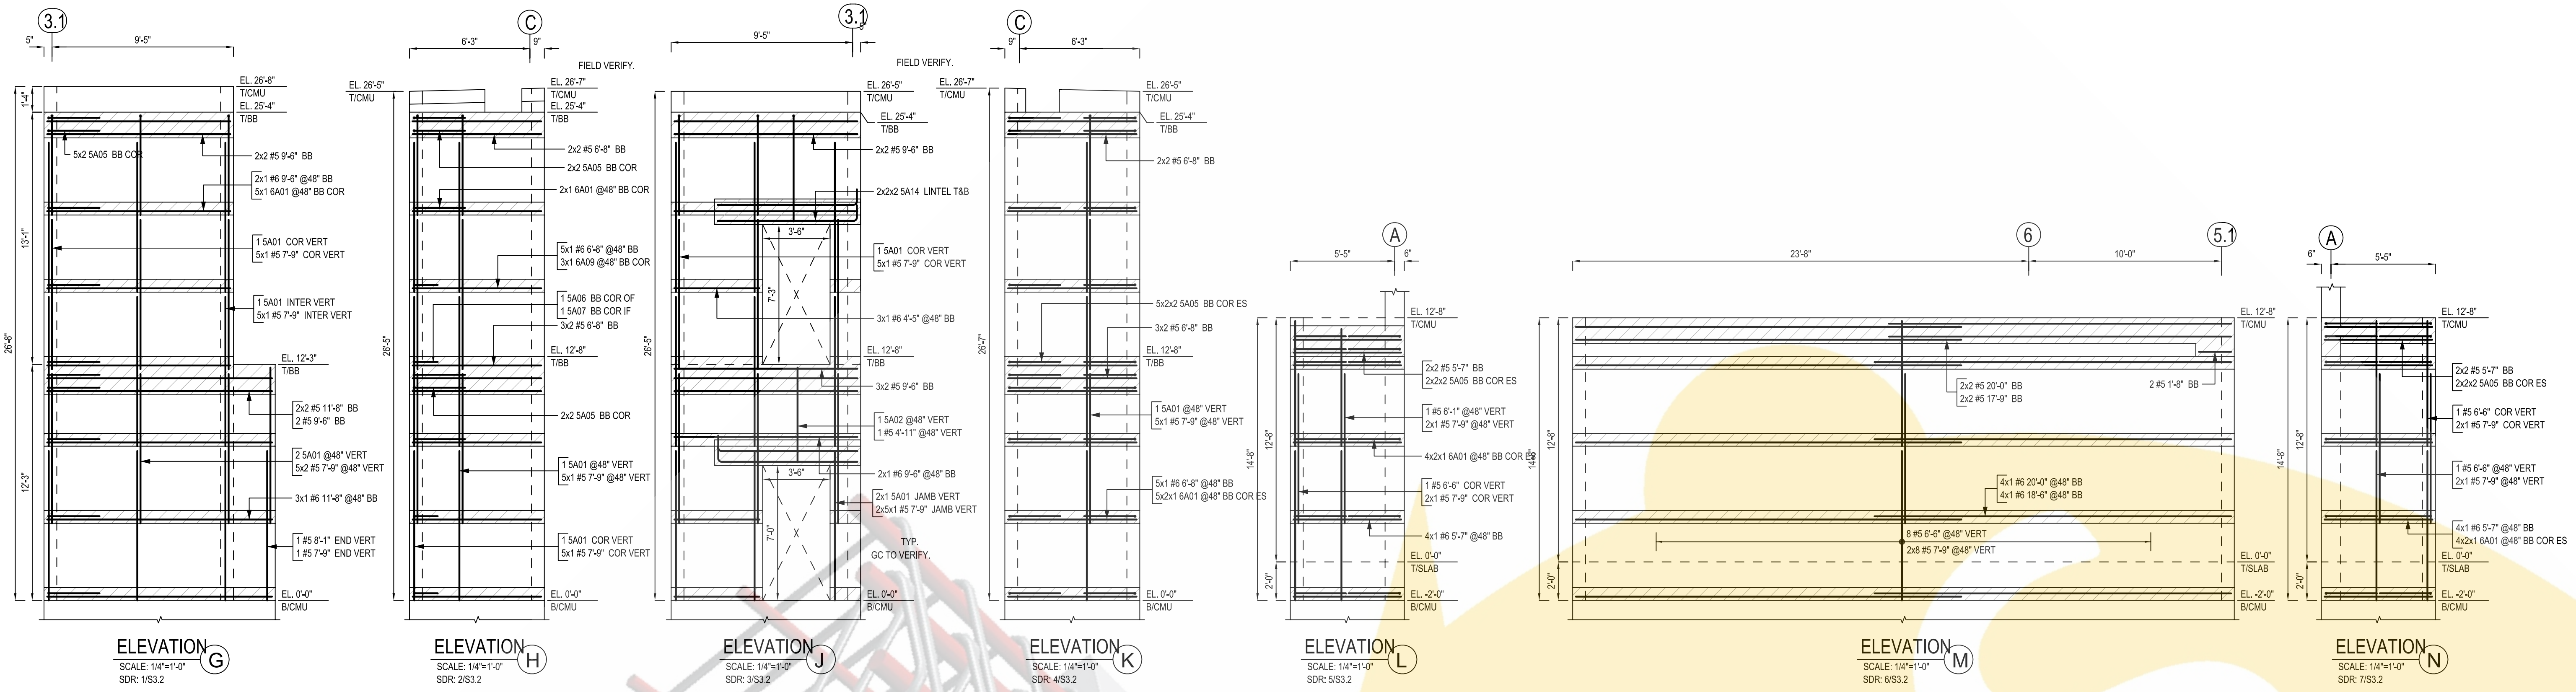 3.1
5"
9'-5"
EL. 26'-8"
T/CMU
EL. 25'-4"
T/BB
1'-4"
5x2 5A05 BB COR
2x2 #5 9'-6" BB
2x1 #6 9'-6" @48" BB
5x1 6A01 @48" BB COR
13'-1"
1 5A01 COR VERT
5x1 #5 7'-9" COR VERT
1 5A01 INTER VERT
5x1 #5 7'-9" INTER VERT
26'-8"
EL. 12'-3"
T/BB
2x2 #5 11'-8" BB
2 #5 9'-6" BB
2 5A01 @48" VERT
5x2 #5 7'-9" @48" VERT
12'-3"
3x1 #6 11'-8" @48" BB
1 #5 8'-1" END VERT
1 #5 7'-9" END VERT
EL. 0'-0"
B/CMU
ELEVATION G
SCALE: 1/4"=1'-0"
SDR: 1/S3.2
C
6'-3"
9"
FIELD VERIFY.
EL. 26'-5"
T/CMU
EL. 26'-7"
T/CMU
EL. 25'-4"
T/BB
2x2 #5 6'-8" BB
2x2 5A05 BB COR
2x1 6A01 @48" BB COR
5x1 #6 6'-8" @48" BB
3x1 6A09 @48" BB COR
1 5A06 BB COR OF
1 5A07 BB COR IF
3x2 #5 6'-8" BB
26'-5"
EL. 12'-8"
T/BB
2x2 5A05 BB COR
1 5A01 @48" VERT
5x1 #5 7'-9" @48" VERT
1 5A01 COR VERT
5x1 #5 7'-9" COR VERT
EL. 0'-0"
B/CMU
ELEVATION H
SCALE: 1/4"=1'-0"
SDR: 2/S3.2
3.1
9'-5"
FIELD VERIFY.
EL. 26'-5"
T/CMU
EL. 25'-4"
T/BB
2x2 #5 9'-6" BB
2x2x2 5A14 LINTEL T&B
3'-6"
1 5A01 COR VERT
5x1 #5 7'-9" COR VERT
7'-3"
X
3x1 #6 4'-5" @48" BB
26'-5"
EL. 12'-8"
T/BB
3x2 #5 9'-6" BB
1 5A02 @48" VERT
1 #5 4'-11" @48" VERT
3'-6"
2x1 #6 9'-6" @48" BB
2x1 5A01 JAMB VERT
2x5x1 #5 7'-9" JAMB VERT
7'-0"
X
TYP.
GC TO VERIFY.
EL. 0'-0"
B/CMU
ELEVATION J
SCALE: 1/4"=1'-0"
SDR: 3/S3.2
C
9"
6'-3"
EL. 26'-7"
T/CMU
EL. 26'-5"
T/CMU
EL. 25'-4"
T/BB
2x2 #5 6'-8" BB
5x2x2 5A05 BB COR ES
3x2 #5 6'-8" BB
26'-7"
EL. 12'-8"
T/BB
1 5A01 @48" VERT
5x1 #5 7'-9" @48" VERT
5x1 #6 6'-8" @48" BB
5x2x1 6A01 @48" BB COR ES
EL. 0'-0"
B/CMU
ELEVATION K
SCALE: 1/4"=1'-0"
SDR: 4/S3.2
A
5'-5"
6"
EL. 12'-8"
T/CMU
2x2 #5 5'-7" BB
2x2x2 5A05 BB COR ES
1 #5 6'-1" @48" VERT
2x1 #5 7'-9" @48" VERT
12'-8"
14'-8"
4x2x1 6A01 @48" BB COR ES
1 #5 6'-6" COR VERT
2x1 #5 7'-9" COR VERT
4x1 #6 5'-7" @48" BB
EL. 0'-0"
T/SLAB
2'-0"
EL. -2'-0"
B/CMU
ELEVATION L
SCALE: 1/4"=1'-0"
SDR: 5/S3.2
6
5.1
23'-8"
10'-0"
EL. 12'-8"
T/CMU
2x2 #5 20'-0" BB
2x2 #5 17'-9" BB
2 #5 1'-8" BB
12'-8"
14'-8"
4x1 #6 20'-0" @48" BB
4x1 #6 18'-6" @48" BB
8 #5 6'-6" @48" VERT
2x8 #5 7'-9" @48" VERT
EL. 0'-0"
T/SLAB
2'-0"
EL. -2'-0"
B/CMU
ELEVATION M
SCALE: 1/4"=1'-0"
SDR: 6/S3.2
A
6"
5'-5"
EL. 12'-8"
T/CMU
2x2 #5 5'-7" BB
2x2x2 5A05 BB COR ES
1 #5 6'-6" COR VERT
2x1 #5 7'-9" COR VERT
12'-8"
14'-8"
1 #5 6'-6" @48" VERT
2x1 #5 7'-9" @48" VERT
4x1 #6 5'-7" @48" BB
4x2x1 6A01 @48" BB COR ES
EL. 0'-0"
T/SLAB
2'-0"
EL. -2'-0"
B/CMU
ELEVATION N
SCALE: 1/4"=1'-0"
SDR: 7/S3.2